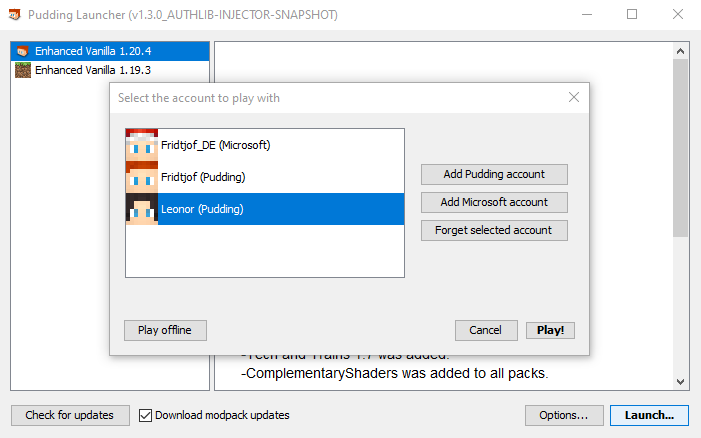 Pudding Launcher (v1.3.0_AUTHLIB-INJECTOR-SNAPSHOT)
Enhanced Vanilla 1.20.4
Enhanced Vanilla 1.19.3
Select the account to play with
Fridtjof_DE (Microsoft)
Fridtjof (Pudding)
Leonor (Pudding)
Add Pudding account
Add Microsoft account
Forget selected account
Play offline
Cancel
Play!
-Tech and Trains 1.7 was added.
-ComplementaryShaders was added to all packs.
Check for updates
Download modpack updates
Options...
Launch...